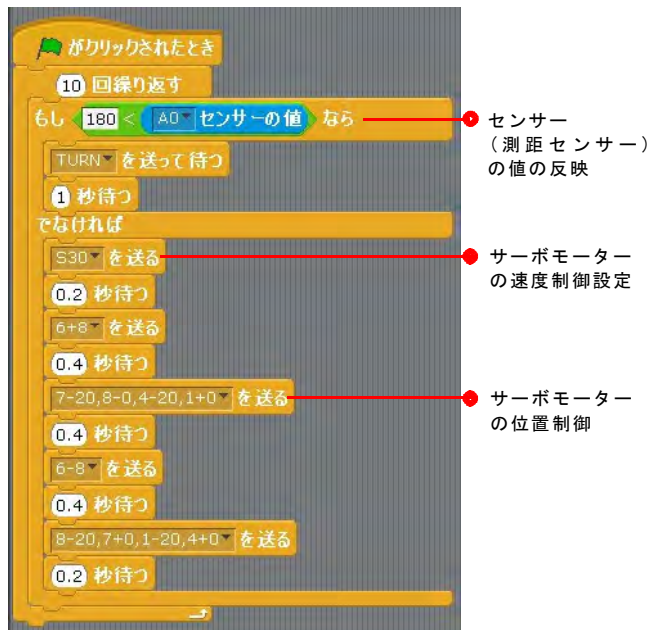 がクリックされたとき
10 回繰り返す
もし 180 < A0 センサーの値 なら
TURN を送って待つ
1 秒待つ
でなければ
S30 を送る
0.2 秒待つ
6+8 を送る
0.4 秒待つ
7-20,8-0,4-20,1+0 を送る
0.4 秒待つ
6-8 を送る
0.4 秒待つ
8-20,7+0,1-20,4+0 を送る
0.2 秒待つ
センサー
(測距センサー)
の値の反映
サーボモーター
の速度制御設定
サーボモーター
の位置制御